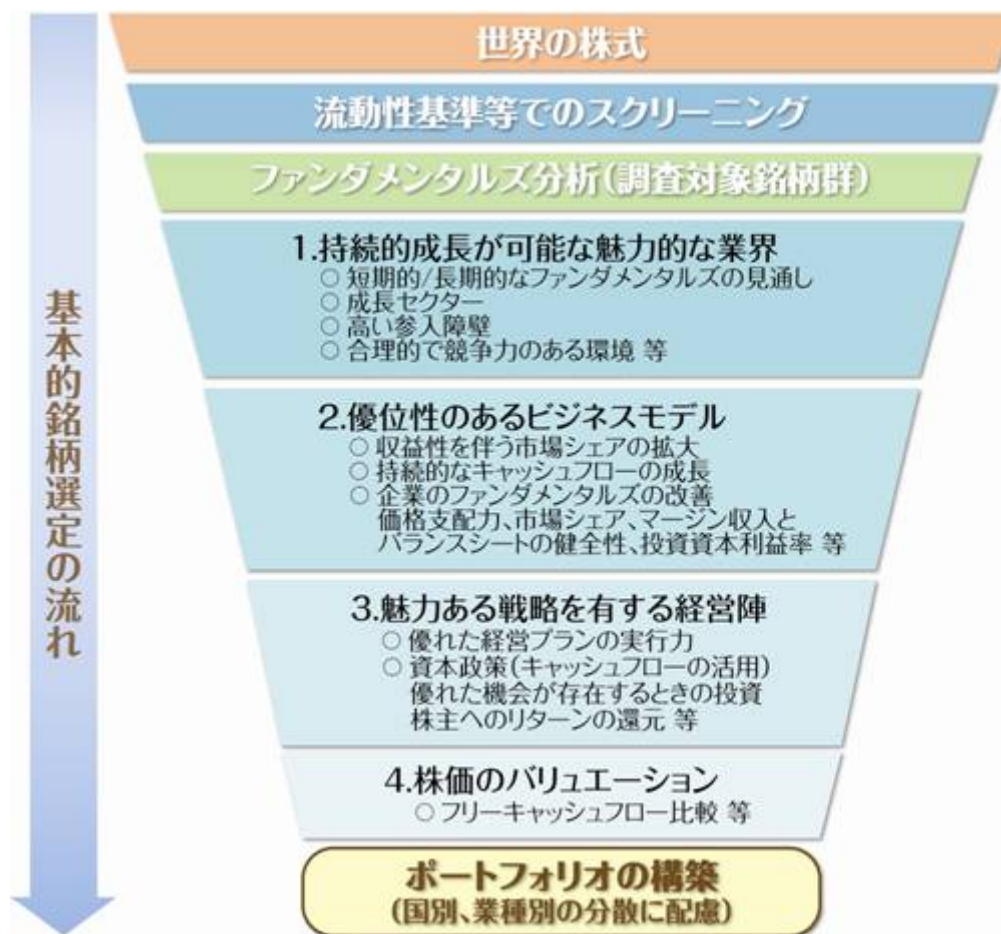 世界の株式
流動性基準等でのスクリーニング
ファンダメンタルズ分析(調査対象銘柄群)
基本的銘柄選定の流れ
1.持続的成長が可能な魅力的な業界
○ 短期的/長期的なファンダメンタルズの見通し
○ 成長セクター
○ 高い参入障壁
○ 合理的で競争力のある環境 等
2.優位性のあるビジネスモデル
○ 収益性を伴う市場シェアの拡大
○ 持続的なキャッシュフローの成長
○ 企業のファンダメンタルズの改善
価格支配力、市場シェア、マージン収入と
バランスシートの健全性、投資資本利益率 等
3.魅力ある戦略を有する経営陣
○ 優れた経営プランの実行力
○ 資本政策(キャッシュフローの活用)
優れた機会が存在するときの投資
株主へのリターンの還元 等
4.株価のバリュエーション
○ フリーキャッシュフロー比較 等
ポートフォリオの構築
(国別、業種別の分散に配慮)